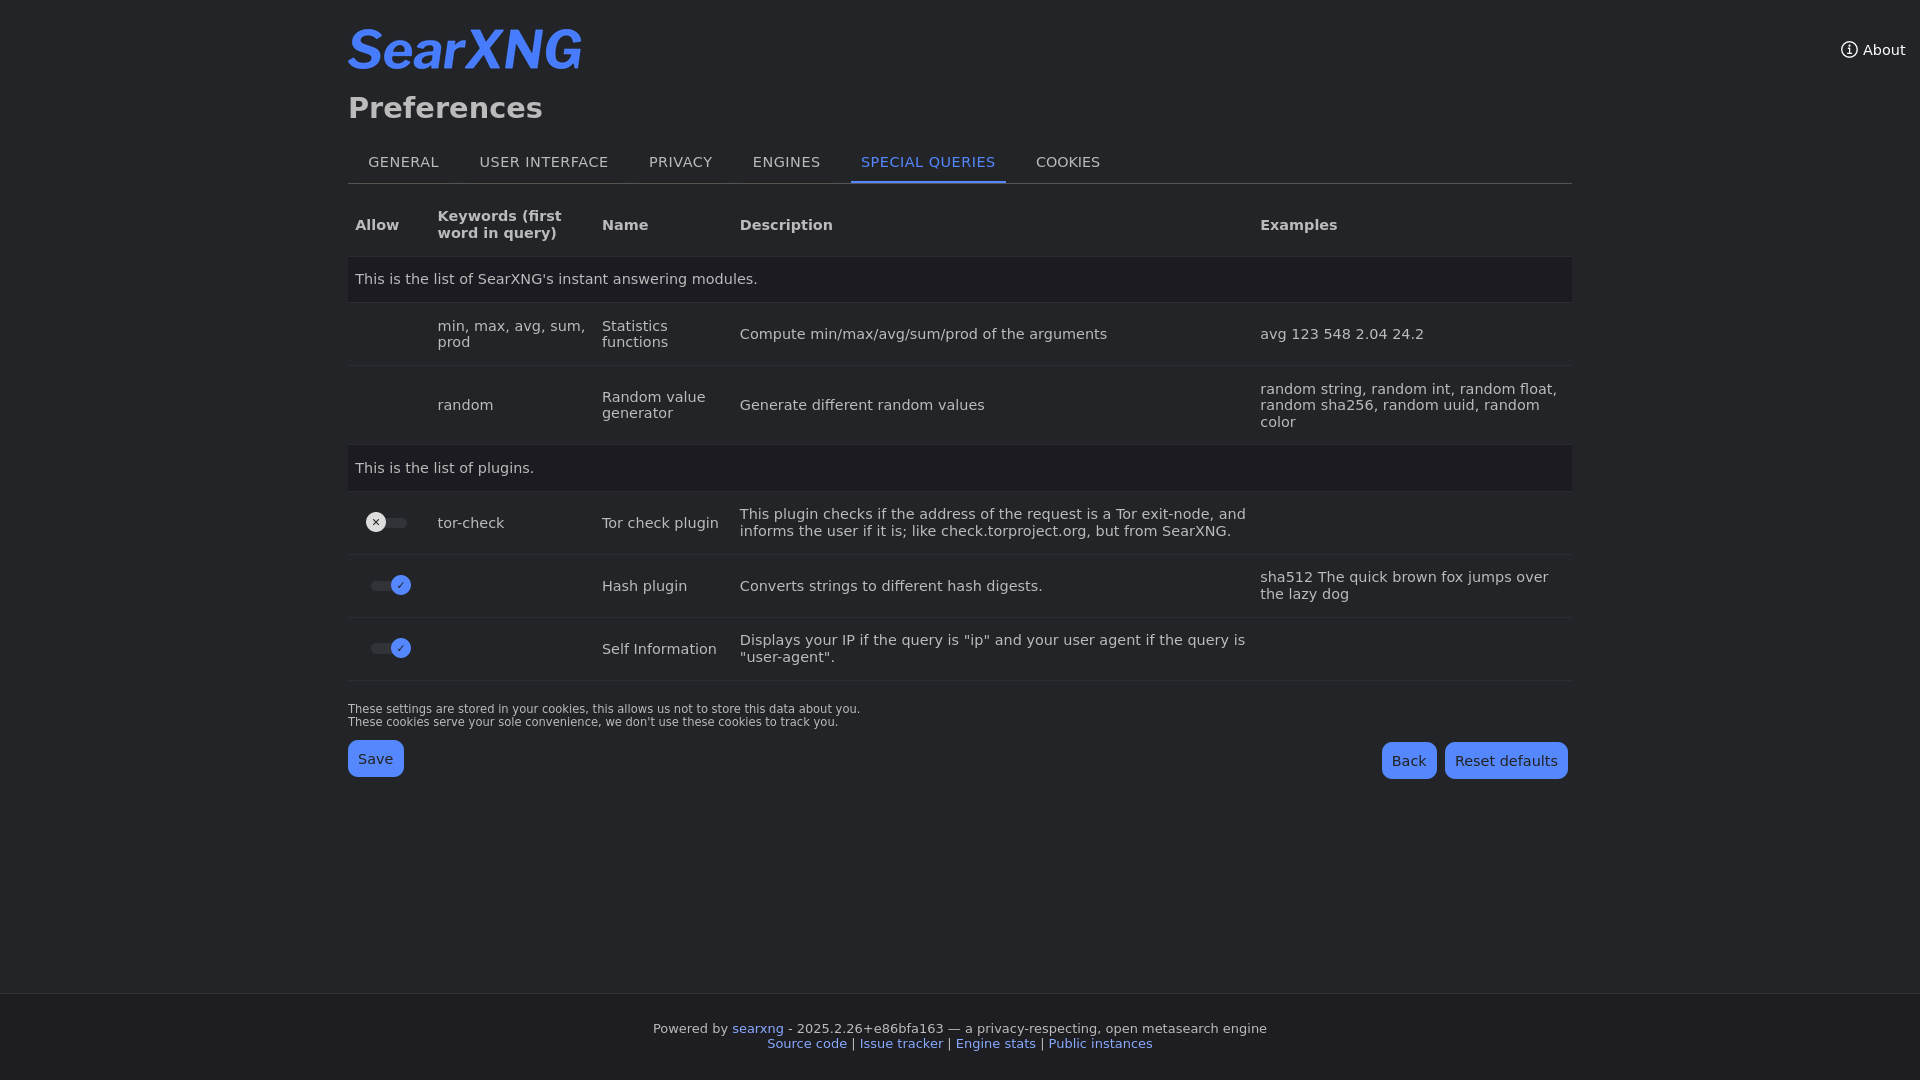 SearXNG
About
Preferences
GENERAL USER INTERFACE PRIVACY ENGINES SPECIAL QUERIES COOKIES
Allow
Keywords (first
word in query)
Name
Description
Examples
This is the list of SearXNG's instant answering modules.
min, max, avg, sum,
prod
Statistics
functions
Compute min/max/avg/sum/prod of the arguments
avg 123 548 2.04 24.2
random
Random value
generator
Generate different random values
random string, random int, random float,
random sha256, random uuid, random
color
This is the list of plugins.
tor-check
Tor check plugin
This plugin checks if the address of the request is a Tor exit-node, and
informs the user if it is; like check.torproject.org, but from SearXNG.
Hash plugin
Converts strings to different hash digests.
sha512 The quick brown fox jumps over
the lazy dog
Self Information
Displays your IP if the query is "ip" and your user agent if the query is
"user-agent".
These settings are stored in your cookies, this allows us not to store this data about you.
These cookies serve your sole convenience, we don't use these cookies to track you.
Save
Back
Reset defaults
Powered by searxng - 2025.2.26+e86bfa163 — a privacy-respecting, open metasearch engine
Source code | Issue tracker | Engine stats | Public instances